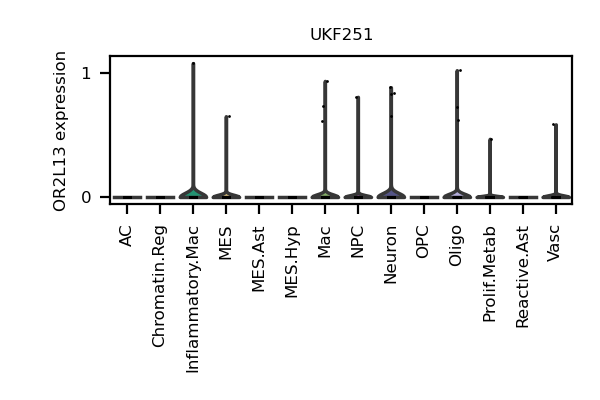 UKF251
OR2L13 expression
1
0
AC
Chromatin.Reg
Inflammatory.Mac
MES
MES.Ast
MES.Hyp
Mac
NPC
Neuron
OPC
Oligo
Prolif.Metab
Reactive.Ast
Vasc